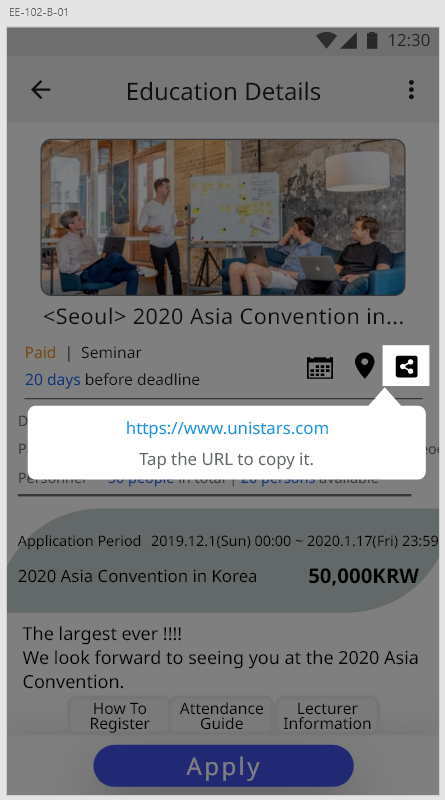 EE-102-B-01
12:30
Education Details
<Seoul> 2020 Asia Convention in...
Paid | Seminar
20 days before deadline
https://www.unistars.com
Tap the URL to copy it.
Personnel 50 people in total | 20 persons available
Application Period 2019.12.1(Sun) 00:00 ~ 2020.1.17(Fri) 23:59
2020 Asia Convention in Korea
50,000KRW
The largest ever !!!!
We look forward to seeing you at the 2020 Asia
Convention.
How To
Register
Attendance
Guide
Lecturer
Information
Apply